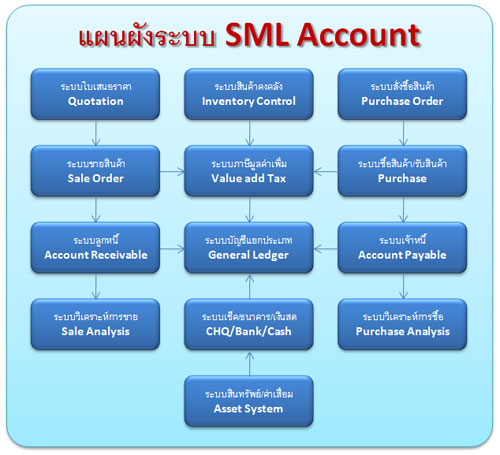 แผนผังระบบ SML Account
ระบบใบเสนอราคา
Quotation
ระบบสินค้าคงคลัง
Inventory Control
ระบบสั่งซื้อสินค้า
Purchase Order
ระบบขายสินค้า
Sale Order
ระบบภาษีมูลค่าเพิ่ม
Value add Tax
ระบบซื้อสินค้า/รับสินค้า
Purchase
ระบบลูกหนี้
Account Receivable
ระบบบัญชีแยกประเภท
General Ledger
ระบบเจ้าหนี้
Account Payable
ระบบวิเคราะห์การขาย
Sale Analysis
ระบบเช็ค/ธนาคาร/เงินสด
CHQ/Bank/Cash
ระบบวิเคราะห์การซื้อ
Purchase Analysis
ระบบสินทรัพย์/ค่าเสื่อม
Asset System